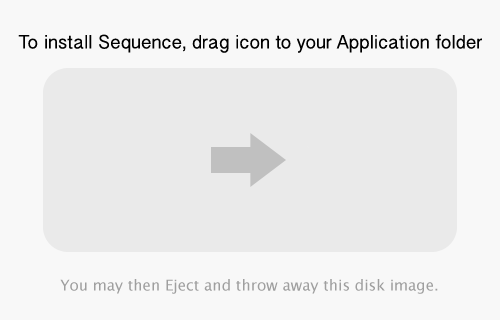 To install Sequence, drag icon to your Application folder
You may then Eject and throw away this disk image.